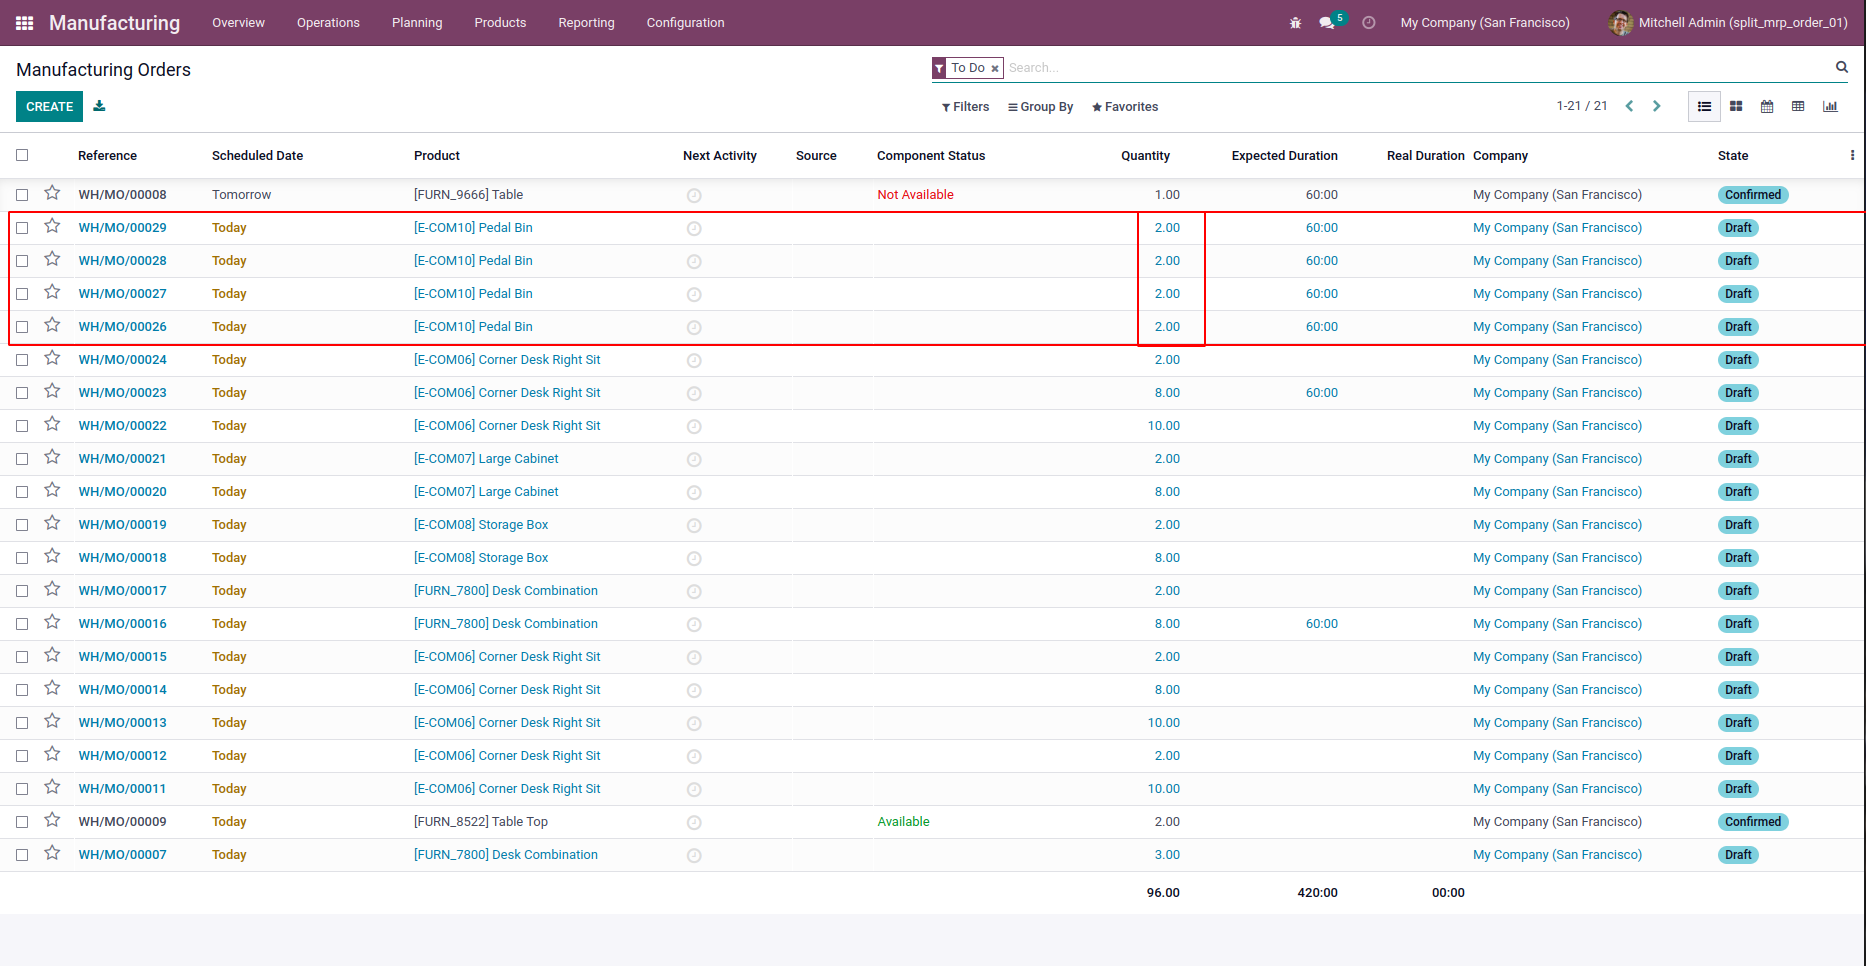 Manufacturing Overview Operations Planning Products Reporting Configuration 5 My Company (San Francisco) Mitchell Admin (split_mrp_order_01)
Manufacturing Orders To Do × Search...
CREATE Filters Group By Favorites 1-21 / 21
Reference Scheduled Date Product Next Activity Source Component Status Quantity Expected Duration Real Duration Company State
WH/MO/00008 Tomorrow [FURN_9666] Table Not Available 1.00 60:00 My Company (San Francisco) Confirmed
WH/MO/00029 Today [E-COM10] Pedal Bin 2.00 60:00 My Company (San Francisco) Draft
WH/MO/00028 Today [E-COM10] Pedal Bin 2.00 60:00 My Company (San Francisco) Draft
WH/MO/00027 Today [E-COM10] Pedal Bin 2.00 60:00 My Company (San Francisco) Draft
WH/MO/00026 Today [E-COM10] Pedal Bin 2.00 60:00 My Company (San Francisco) Draft
WH/MO/00024 Today [E-COM06] Corner Desk Right Sit 2.00 My Company (San Francisco) Draft
WH/MO/00023 Today [E-COM06] Corner Desk Right Sit 8.00 60:00 My Company (San Francisco) Draft
WH/MO/00022 Today [E-COM06] Corner Desk Right Sit 10.00 My Company (San Francisco) Draft
WH/MO/00021 Today [E-COM07] Large Cabinet 2.00 My Company (San Francisco) Draft
WH/MO/00020 Today [E-COM07] Large Cabinet 8.00 My Company (San Francisco) Draft
WH/MO/00019 Today [E-COM08] Storage Box 2.00 My Company (San Francisco) Draft
WH/MO/00018 Today [E-COM08] Storage Box 8.00 My Company (San Francisco) Draft
WH/MO/00017 Today [FURN_7800] Desk Combination 2.00 My Company (San Francisco) Draft
WH/MO/00016 Today [FURN_7800] Desk Combination 8.00 60:00 My Company (San Francisco) Draft
WH/MO/00015 Today [E-COM06] Corner Desk Right Sit 2.00 My Company (San Francisco) Draft
WH/MO/00014 Today [E-COM06] Corner Desk Right Sit 8.00 My Company (San Francisco) Draft
WH/MO/00013 Today [E-COM06] Corner Desk Right Sit 10.00 My Company (San Francisco) Draft
WH/MO/00012 Today [E-COM06] Corner Desk Right Sit 2.00 My Company (San Francisco) Draft
WH/MO/00011 Today [E-COM06] Corner Desk Right Sit 10.00 My Company (San Francisco) Draft
WH/MO/00009 Today [FURN_8522] Table Top Available 2.00 My Company (San Francisco) Confirmed
WH/MO/00007 Today [FURN_7800] Desk Combination 3.00 My Company (San Francisco) Draft
96.00 420:00 00:00